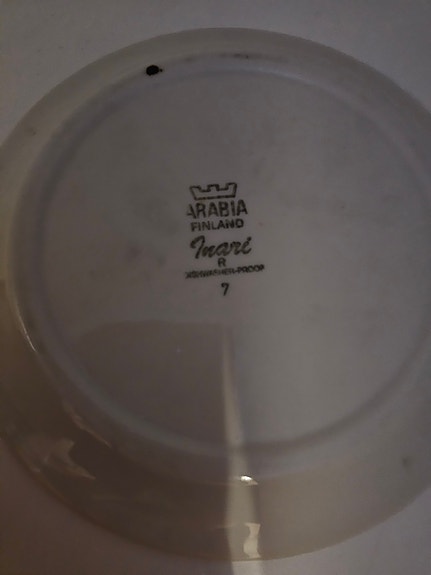 ARABIA
FINLAND
Inari
R
DISHWASHER-PROOF
7